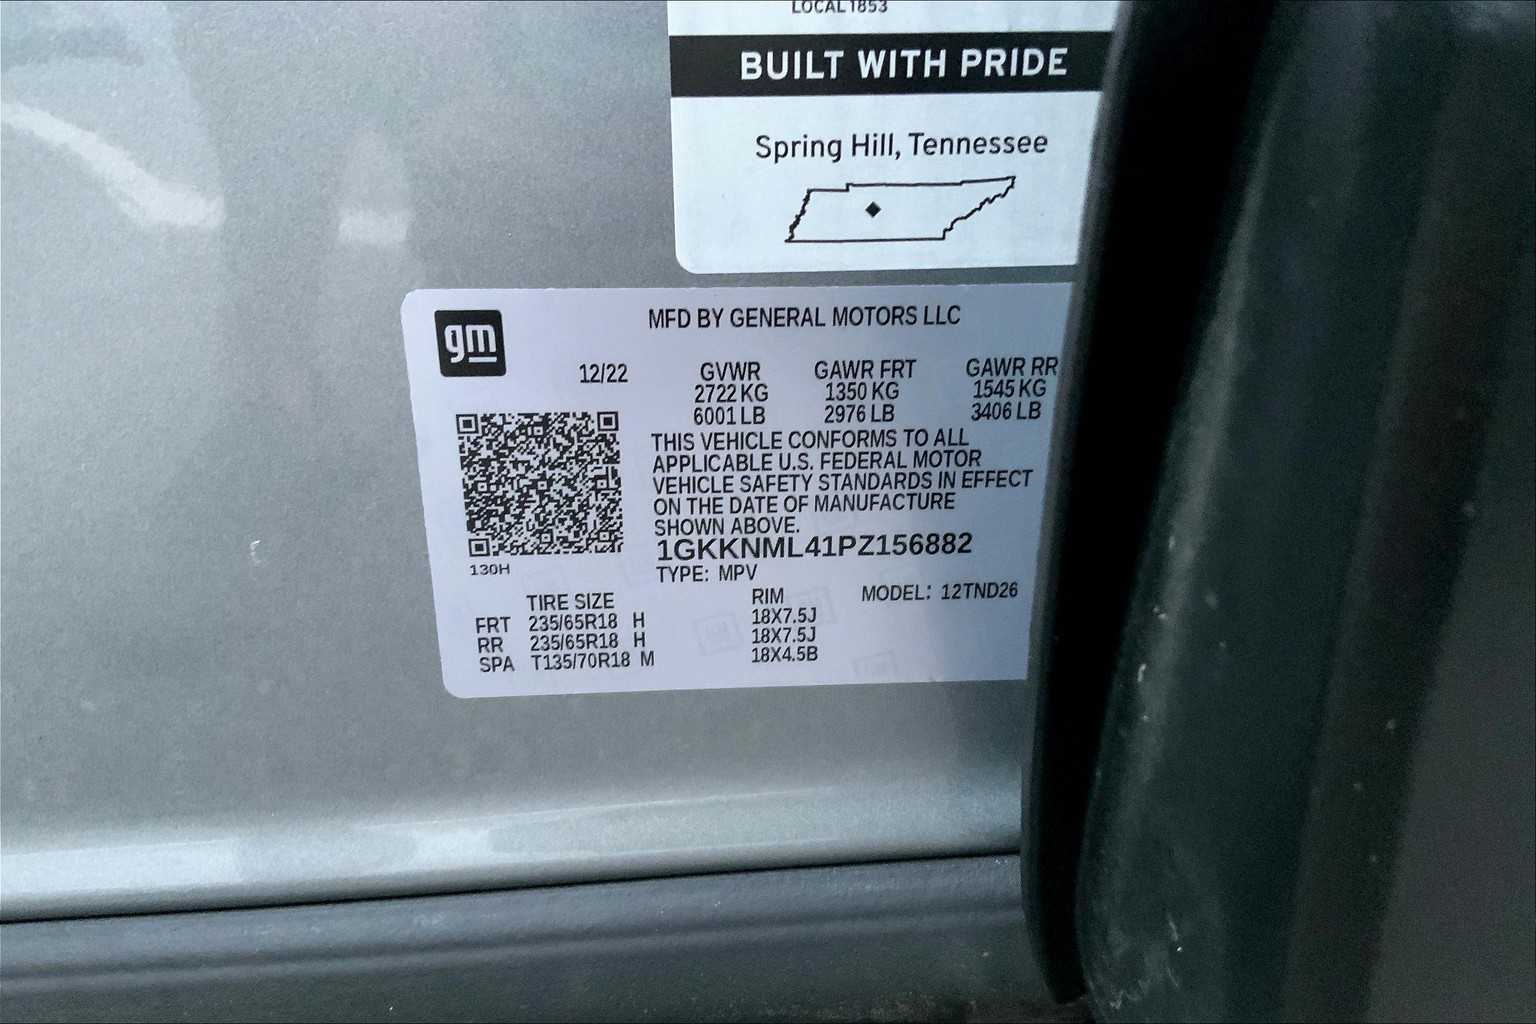 LOCAL 1853
BUILT WITH PRIDE
Spring Hill, Tennessee
gm
MFD BY GENERAL MOTORS LLC
12/22 GVWR GAWR FRT GAWR RR
2722 KG 1350 KG 1545 KG
6001 LB 2976 LB 3406 LB
THIS VEHICLE CONFORMS TO ALL
APPLICABLE U.S. FEDERAL MOTOR
VEHICLE SAFETY STANDARDS IN EFFECT
ON THE DATE OF MANUFACTURE
SHOWN ABOVE.
1GKKNML41PZ156882
130H
TYPE: MPV
MODEL: 12TND26
TIRE SIZE RIM
FRT 235/65R18 H 18X7.5J
RR 235/65R18 H 18X7.5J
SPA T135/70R18 M 18X4.5B